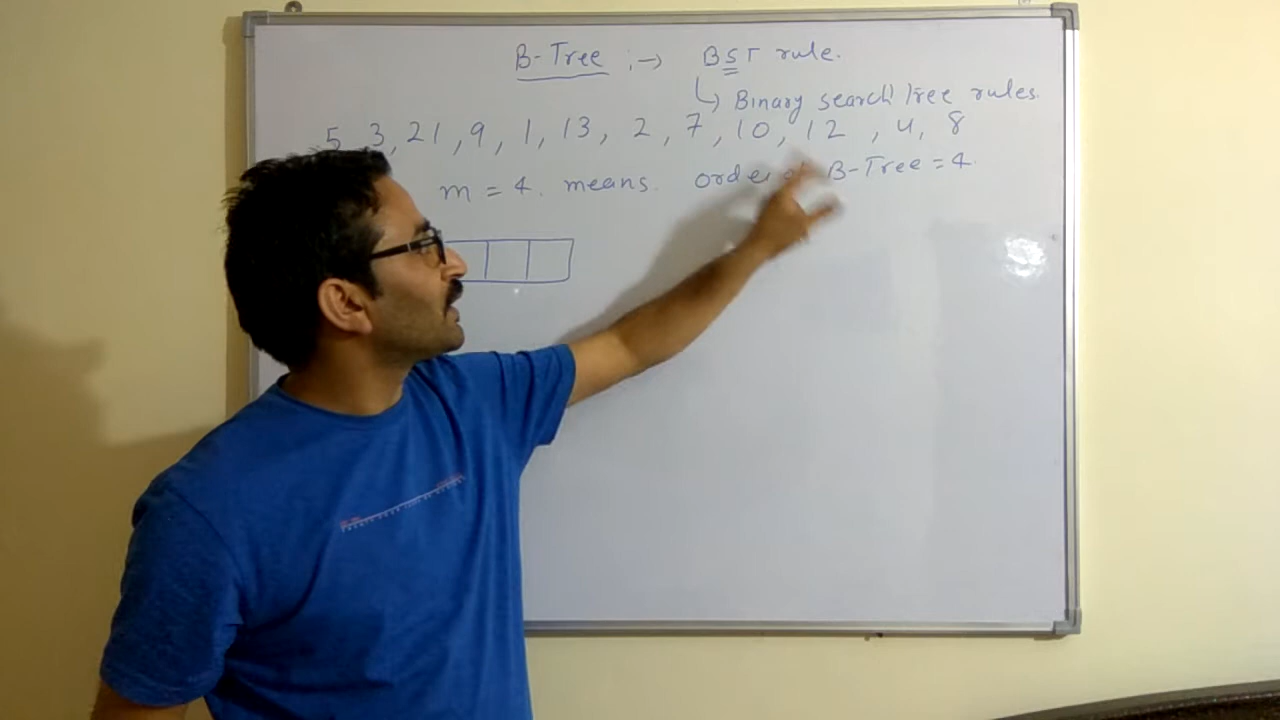 B-Tree :→ BST rule.
↳ Binary search Tree rules.
5, 3, 21, 9, 1, 13, 2, 7, 10, 12, 4, 8
m = 4. means. order of B-Tree = 4.